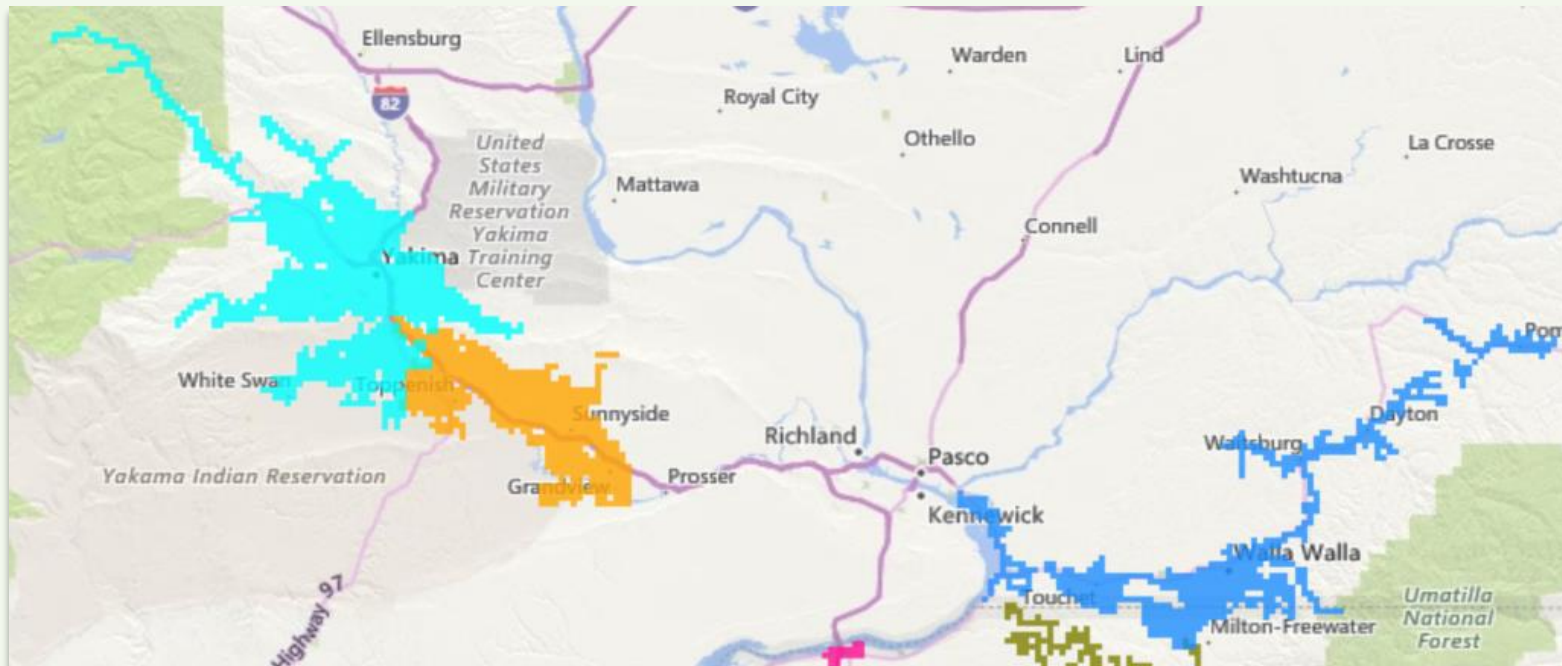 Ellensburg
Warden
Lind
82
Royal City
United
States
Military
Reservation
Yakima
Training
Center
Othello
La Crosse
Mattawa
Washtucna
Connell
Yakima
Pom
White Swan
Toppenish
Sunnyside
Dayton
Richland
Waitsburg
Pasco
Yakama Indian Reservation
Prosser
Grandview
Kennewick
Walla Walla
Highway 97
Touchet
Umatilla
National
Forest
Milton-Freewater